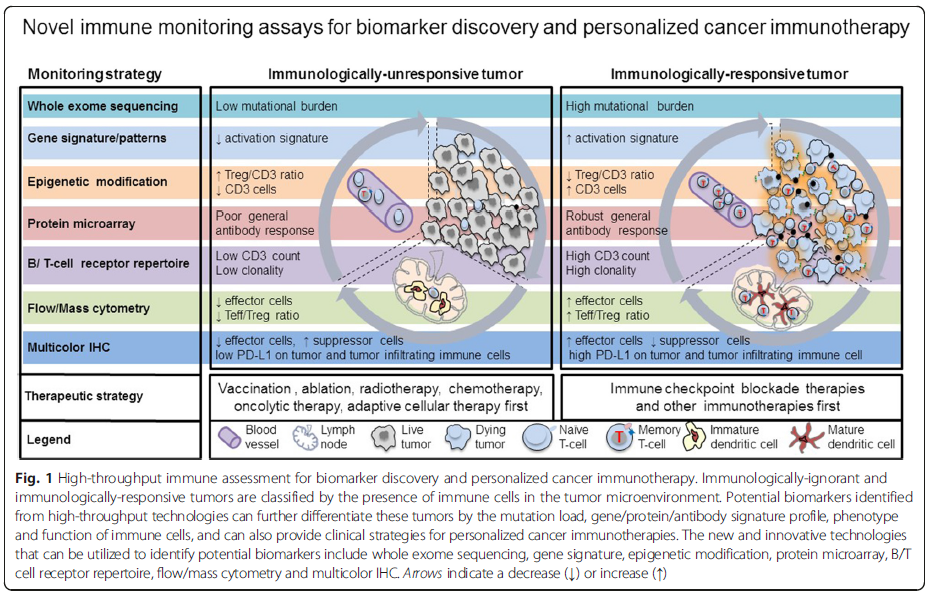 Novel immune monitoring assays for biomarker discovery and personalized cancer immunotherapy
Monitoring strategy
Immunologically-unresponsive tumor
Immunologically-responsive tumor
Whole exome sequencing
Low mutational burden
High mutational burden
Gene signature/patterns
↓ activation signature
↑ activation signature
Epigenetic modification
↑ Treg/CD3 ratio
↓ CD3 cells
↓ Treg/CD3 ratio
↑ CD3 cells
Protein microarray
Poor general
antibody response
Robust general
antibody response
B/ T-cell receptor repertoire
Low CD3 count
Low clonality
High CD3 count
High clonality
Flow/Mass cytometry
↓ effector cells
↓ Teff/Treg ratio
↑ effector cells
↑ Teff/Treg ratio
Multicolor IHC
↓ effector cells, ↑ suppressor cells
low PD-L1 on tumor and tumor infiltrating immune cells
↑ effector cells ↓ suppressor cells
high PD-L1 on tumor and tumor infiltrating immune cell
Therapeutic strategy
Vaccination , ablation, radiotherapy, chemotherapy,
oncolytic therapy, adaptive cellular therapy first
Immune checkpoint blockade therapies
and other immunotherapies first
Legend
Blood
vessel
Lymph
node
Live
tumor
Dying
tumor
Naive
T-cell
T
Memory
T-cell
Immature
dendritic cell
Mature
dendritic cell
Fig. 1 High-throughput immune assessment for biomarker discovery and personalized cancer immunotherapy. Immunologically-ignorant and
immunologically-responsive tumors are classified by the presence of immune cells in the tumor microenvironment. Potential biomarkers identified
from high-throughput technologies can further differentiate these tumors by the mutation load, gene/protein/antibody signature profile, phenotype
and function of immune cells, and can also provide clinical strategies for personalized cancer immunotherapies. The new and innovative technologies
that can be utilized to identify potential biomarkers include whole exome sequencing, gene signature, epigenetic modification, protein microarray, B/T
cell receptor repertoire, flow/mass cytometry and multicolor IHC. Arrows indicate a decrease (↓) or increase (↑)